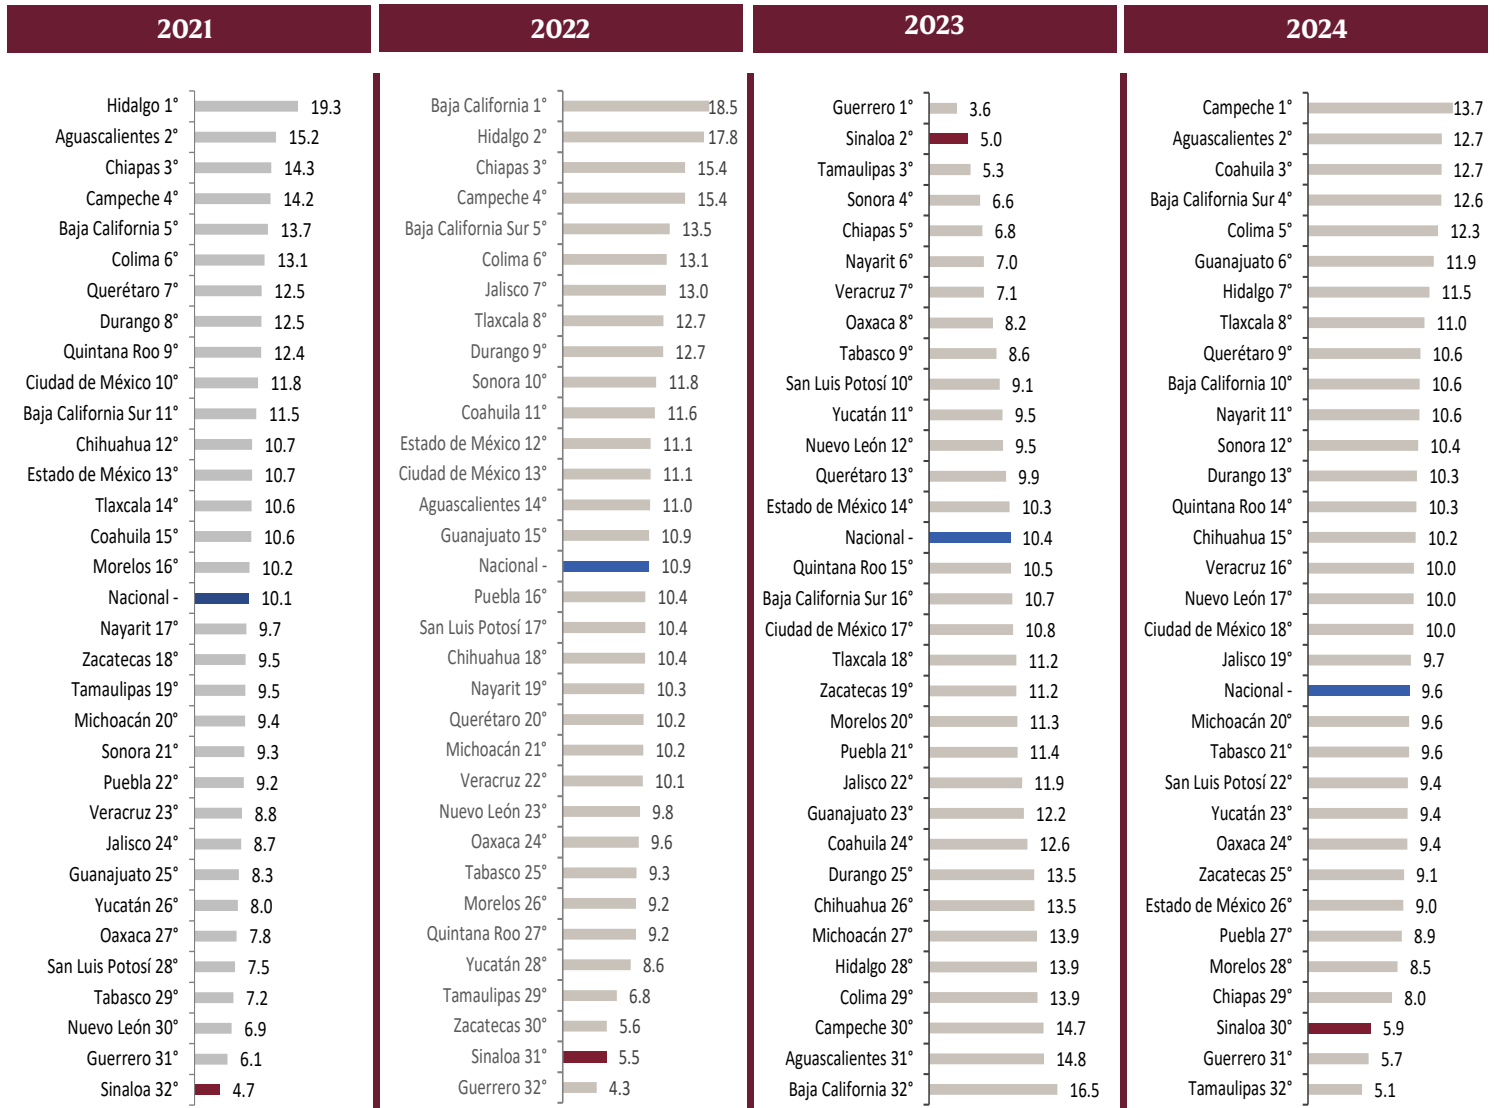 2021
Hidalgo 1° 19.3
Aguascalientes 2° 15.2
Chiapas 3° 14.3
Campeche 4° 14.2
Baja California 5° 13.7
Colima 6° 13.1
Querétaro 7° 12.5
Durango 8° 12.5
Quintana Roo 9° 12.4
Ciudad de México 10° 11.8
Baja California Sur 11° 11.5
Chihuahua 12° 10.7
Estado de México 13° 10.7
Tlaxcala 14° 10.6
Coahuila 15° 10.6
Morelos 16° 10.2
Nacional - 10.1
Nayarit 17° 9.7
Zacatecas 18° 9.5
Tamaulipas 19° 9.5
Michoacán 20° 9.4
Sonora 21° 9.3
Puebla 22° 9.2
Veracruz 23° 8.8
Jalisco 24° 8.7
Guanajuato 25° 8.3
Yucatán 26° 8.0
Oaxaca 27° 7.8
San Luis Potosí 28° 7.5
Tabasco 29° 7.2
Nuevo León 30° 6.9
Guerrero 31° 6.1
Sinaloa 32° 4.7
2022
Baja California 1° 18.5
Hidalgo 2° 17.8
Chiapas 3° 15.4
Campeche 4° 15.4
Baja California Sur 5° 13.5
Colima 6° 13.1
Jalisco 7° 13.0
Tlaxcala 8° 12.7
Durango 9° 12.7
Sonora 10° 11.8
Coahuila 11° 11.6
Estado de México 12° 11.1
Ciudad de México 13° 11.1
Aguascalientes 14° 11.0
Guanajuato 15° 10.9
Nacional - 10.9
Puebla 16° 10.4
San Luis Potosí 17° 10.4
Chihuahua 18° 10.4
Nayarit 19° 10.3
Querétaro 20° 10.2
Michoacán 21° 10.2
Veracruz 22° 10.1
Nuevo León 23° 9.8
Oaxaca 24° 9.6
Tabasco 25° 9.3
Morelos 26° 9.2
Quintana Roo 27° 9.2
Yucatán 28° 8.6
Tamaulipas 29° 6.8
Zacatecas 30° 5.6
Sinaloa 31° 5.5
Guerrero 32° 4.3
2023
Guerrero 1° 3.6
Sinaloa 2° 5.0
Tamaulipas 3° 5.3
Sonora 4° 6.6
Chiapas 5° 6.8
Nayarit 6° 7.0
Veracruz 7° 7.1
Oaxaca 8° 8.2
Tabasco 9° 8.6
San Luis Potosí 10° 9.1
Yucatán 11° 9.5
Nuevo León 12° 9.5
Querétaro 13° 9.9
Estado de México 14° 10.3
Nacional - 10.4
Quintana Roo 15° 10.5
Baja California Sur 16° 10.7
Ciudad de México 17° 10.8
Tlaxcala 18° 11.2
Zacatecas 19° 11.2
Morelos 20° 11.3
Puebla 21° 11.4
Jalisco 22° 11.9
Guanajuato 23° 12.2
Coahuila 24° 12.6
Durango 25° 13.5
Chihuahua 26° 13.5
Michoacán 27° 13.9
Hidalgo 28° 13.9
Colima 29° 13.9
Campeche 30° 14.7
Aguascalientes 31° 14.8
Baja California 32° 16.5
2024
Campeche 1° 13.7
Aguascalientes 2° 12.7
Coahuila 3° 12.7
Baja California Sur 4° 12.6
Colima 5° 12.3
Guanajuato 6° 11.9
Hidalgo 7° 11.5
Tlaxcala 8° 11.0
Querétaro 9° 10.6
Baja California 10° 10.6
Nayarit 11° 10.6
Sonora 12° 10.4
Durango 13° 10.3
Quintana Roo 14° 10.3
Chihuahua 15° 10.2
Veracruz 16° 10.0
Nuevo León 17° 10.0
Ciudad de México 18° 10.0
Jalisco 19° 9.7
Nacional - 9.6
Michoacán 20° 9.6
Tabasco 21° 9.6
San Luis Potosí 22° 9.4
Yucatán 23° 9.4
Oaxaca 24° 9.4
Zacatecas 25° 9.1
Estado de México 26° 9.0
Puebla 27° 8.9
Morelos 28° 8.5
Chiapas 29° 8.0
Sinaloa 30° 5.9
Guerrero 31° 5.7
Tamaulipas 32° 5.1